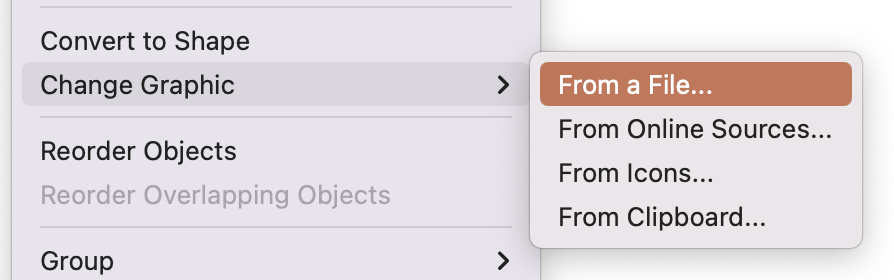 Convert to Shape
Change Graphic
From a File...
From Online Sources...
From Icons...
From Clipboard...
Reorder Objects
Reorder Overlapping Objects
Group